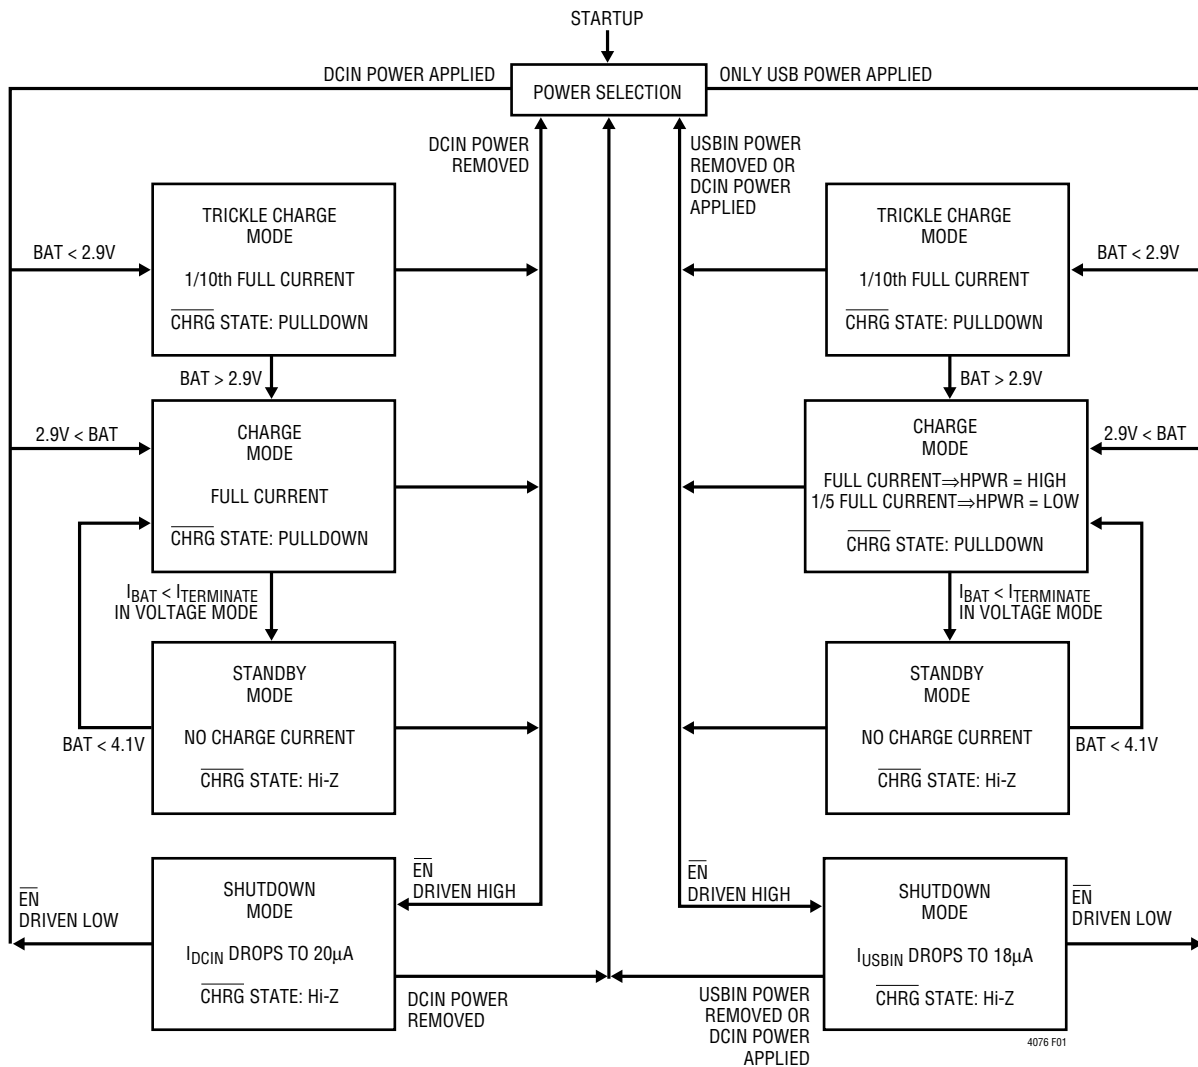 STARTUP
DCIN POWER APPLIED
POWER SELECTION
ONLY USB POWER APPLIED
DCIN POWER
REMOVED
USBIN POWER
REMOVED OR
DCIN POWER
APPLIED
BAT < 2.9V
TRICKLE CHARGE
MODE
1/10th FULL CURRENT
CHRG STATE: PULLDOWN
BAT > 2.9V
2.9V < BAT
CHARGE
MODE
FULL CURRENT
CHRG STATE: PULLDOWN
IBAT < ITERMINATE
IN VOLTAGE MODE
STANDBY
MODE
NO CHARGE CURRENT
CHRG STATE: Hi-Z
BAT < 4.1V
EN
DRIVEN LOW
SHUTDOWN
MODE
IDCIN DROPS TO 20μA
CHRG STATE: Hi-Z
EN
DRIVEN HIGH
DCIN POWER
REMOVED
TRICKLE CHARGE
MODE
1/10th FULL CURRENT
CHRG STATE: PULLDOWN
BAT < 2.9V
BAT > 2.9V
CHARGE
MODE
FULL CURRENT⇒HPWR = HIGH
1/5 FULL CURRENT⇒HPWR = LOW
CHRG STATE: PULLDOWN
2.9V < BAT
IBAT < ITERMINATE
IN VOLTAGE MODE
STANDBY
MODE
NO CHARGE CURRENT
CHRG STATE: Hi-Z
BAT < 4.1V
EN
DRIVEN HIGH
SHUTDOWN
MODE
IUSBIN DROPS TO 18μA
CHRG STATE: Hi-Z
EN
DRIVEN LOW
USBIN POWER
REMOVED OR
DCIN POWER
APPLIED
4076 F01